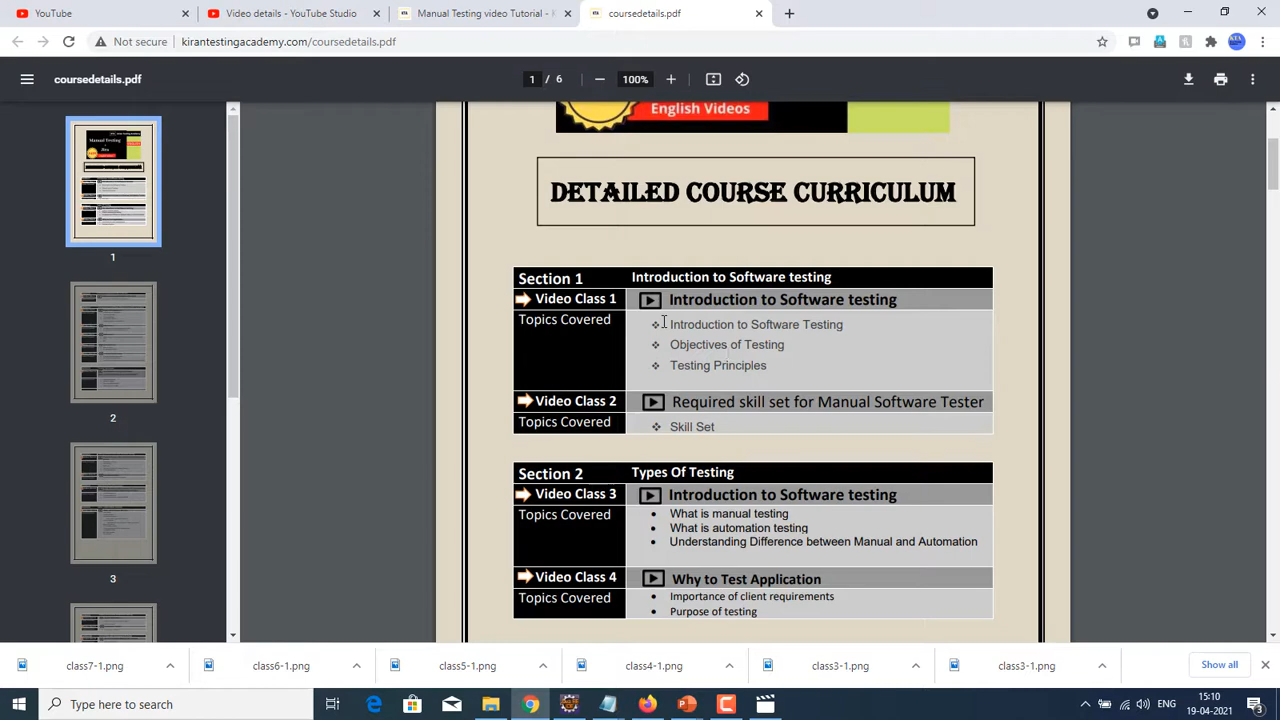 YouTube
Video details - YouTube Studio
Manual Testing video Tutorial - K
coursedetails.pdf
Not secure
kirantestingacademy.com/coursedetails.pdf
coursedetails.pdf
1 / 6
100%
English Videos
DETAILED COURSE CURRICULUM
Section 1 Introduction to Software testing
Video Class 1 Introduction to Software testing
Topics Covered
Introduction to Software Testing
Objectives of Testing
Testing Principles
Video Class 2 Required skill set for Manual Software Tester
Topics Covered
Skill Set
Section 2 Types Of Testing
Video Class 3 Introduction to Software testing
Topics Covered
What is manual testing
What is automation testing
Understanding Difference between Manual and Automation
Video Class 4 Why to Test Application
Topics Covered
Importance of client requirements
Purpose of testing
1
2
3
class7-1.png
class6-1.png
class5-1.png
class4-1.png
class3-1.png
class3-1.png
Show all
Type here to search
ENG
15:10
19-04-2021